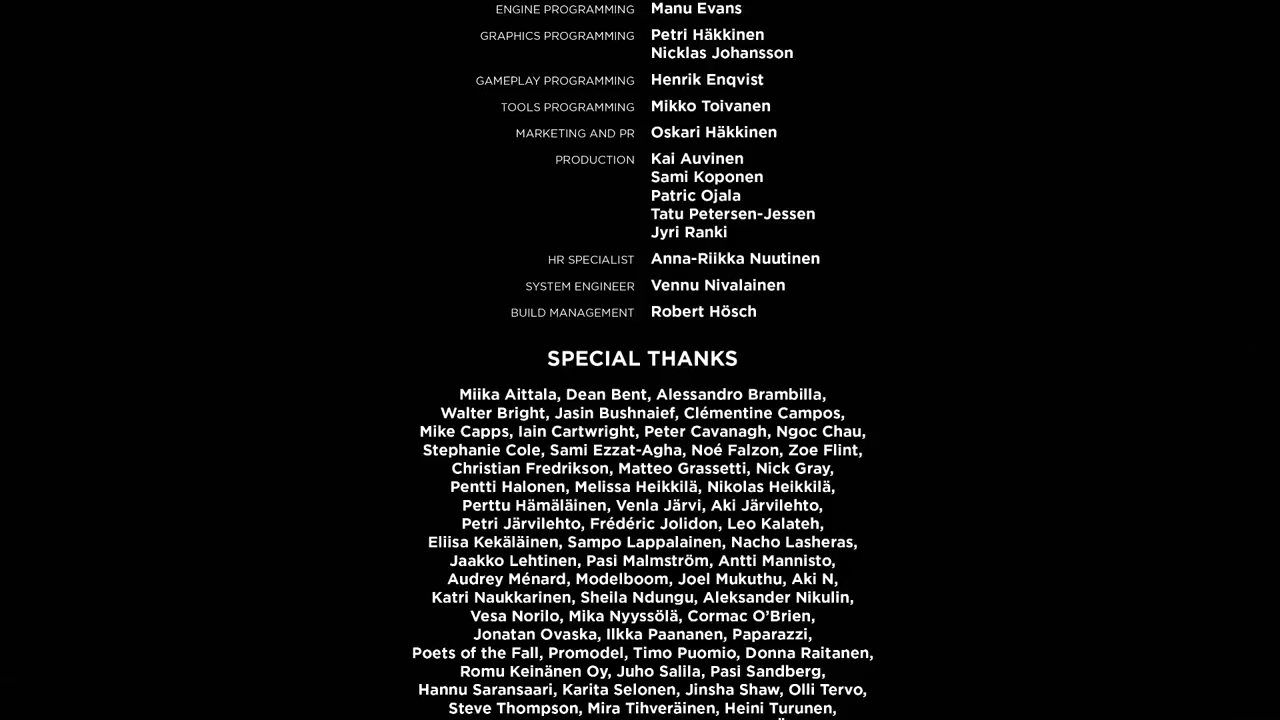 ENGINE PROGRAMMING Manu Evans
GRAPHICS PROGRAMMING Petri Häkkinen
Nicklas Johansson
GAMEPLAY PROGRAMMING Henrik Enqvist
TOOLS PROGRAMMING Mikko Toivanen
MARKETING AND PR Oskari Häkkinen
PRODUCTION Kai Auvinen
Sami Koponen
Patric Ojala
Tatu Petersen-Jessen
Jyri Ranki
HR SPECIALIST Anna-Riikka Nuutinen
SYSTEM ENGINEER Vennu Nivalainen
BUILD MANAGEMENT Robert Hösch
SPECIAL THANKS
Miika Aittala, Dean Bent, Alessandro Brambilla,
Walter Bright, Jasin Bushnaief, Clémentine Campos,
Mike Capps, Iain Cartwright, Peter Cavanagh, Ngoc Chau,
Stephanie Cole, Sami Ezzat-Agha, Noé Falzon, Zoe Flint,
Christian Fredrikson, Matteo Grassetti, Nick Gray,
Pentti Halonen, Melissa Heikkilä, Nikolas Heikkilä,
Perttu Hämäläinen, Venla Järvi, Aki Järvilehto,
Petri Järvilehto, Frédéric Jolidon, Leo Kalateh,
Eliisa Kekäläinen, Sampo Lappalainen, Nacho Lasheras,
Jaakko Lehtinen, Pasi Malmström, Antti Mannisto,
Audrey Ménard, Modelboom, Joel Mukuthu, Aki N,
Katri Naukkarinen, Sheila Ndungu, Aleksander Nikulin,
Vesa Norilo, Mika Nyyssölä, Cormac O’Brien,
Jonatan Ovaska, Ilkka Paananen, Paparazzi,
Poets of the Fall, Promodel, Timo Puomio, Donna Raitanen,
Romu Keinänen Oy, Juho Salila, Pasi Sandberg,
Hannu Saransaari, Karita Selonen, Jinsha Shaw, Olli Tervo,
Steve Thompson, Mira Tihveräinen, Heini Turunen,